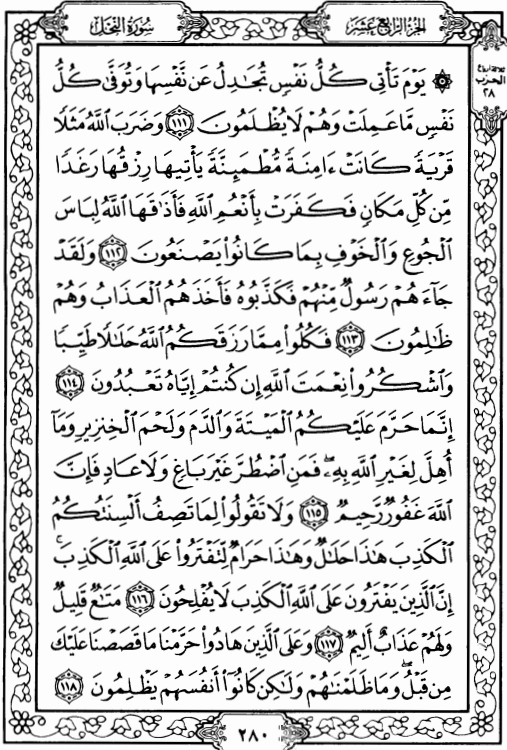 الجزء الرابع عشر
سورة النحل
ثلاثة أرباع
الحزب
٢٨
۞ يَوْمَ تَأْتِى كُلُّ نَفْسٍ تُجَٰدِلُ عَن نَّفْسِهَا وَتُوَفَّىٰ كُلُّ
نَفْسٍ مَّا عَمِلَتْ وَهُمْ لَا يُظْلَمُونَ ١١١ وَضَرَبَ ٱللَّهُ مَثَلًا
قَرْيَةً كَانَتْ ءَامِنَةً مُّطْمَئِنَّةً يَأْتِيهَا رِزْقُهَا رَغَدًا
مِّن كُلِّ مَكَانٍ فَكَفَرَتْ بِأَنْعُمِ ٱللَّهِ فَأَذَٰقَهَا ٱللَّهُ لِبَاسَ
ٱلْجُوعِ وَٱلْخَوْفِ بِمَا كَانُوا۟ يَصْنَعُونَ ١١٢ وَلَقَدْ
جَآءَهُمْ رَسُولٌ مِّنْهُمْ فَكَذَّبُوهُ فَأَخَذَهُمُ ٱلْعَذَابُ وَهُمْ
ظَٰلِمُونَ ١١٣ فَكُلُوا۟ مِمَّا رَزَقَكُمُ ٱللَّهُ حَلَٰلًا طَيِّبًا
وَٱشْكُرُوا۟ نِعْمَتَ ٱللَّهِ إِن كُنتُمْ إِيَّاهُ تَعْبُدُونَ ١١٤
إِنَّمَا حَرَّمَ عَلَيْكُمُ ٱلْمَيْتَةَ وَٱلدَّمَ وَلَحْمَ ٱلْخِنزِيرِ وَمَآ
أُهِلَّ لِغَيْرِ ٱللَّهِ بِهِۦ ۖ فَمَنِ ٱضْطُرَّ غَيْرَ بَاغٍ وَلَا عَادٍ فَإِنَّ
ٱللَّهَ غَفُورٌ رَّحِيمٌ ١١٥ وَلَا تَقُولُوا۟ لِمَا تَصِفُ أَلْسِنَتُكُمُ
ٱلْكَذِبَ هَٰذَا حَلَٰلٌ وَهَٰذَا حَرَامٌ لِّتَفْتَرُوا۟ عَلَى ٱللَّهِ ٱلْكَذِبَ ۚ
إِنَّ ٱلَّذِينَ يَفْتَرُونَ عَلَى ٱللَّهِ ٱلْكَذِبَ لَا يُفْلِحُونَ ١١٦ مَتَٰعٌ قَلِيلٌ
وَلَهُمْ عَذَابٌ أَلِيمٌ ١١٧ وَعَلَى ٱلَّذِينَ هَادُوا۟ حَرَّمْنَا مَا قَصَصْنَا عَلَيْكَ
مِن قَبْلُ ۖ وَمَا ظَلَمْنَٰهُمْ وَلَٰكِن كَانُوٓا۟ أَنفُسَهُمْ يَظْلِمُونَ ١١٨
٢٨٠